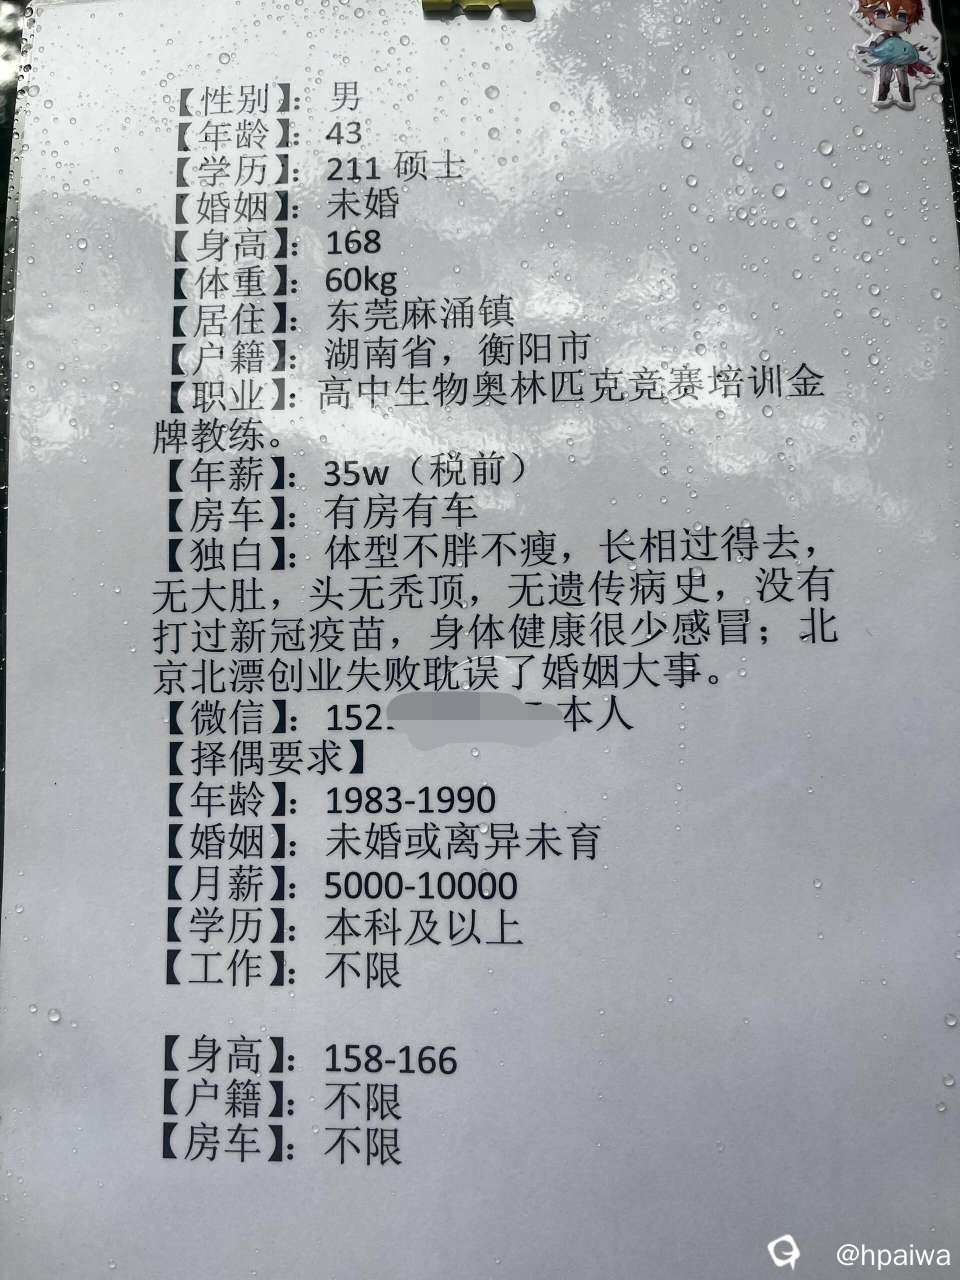 【性别】：男
【年龄】：43
【学历】：211 硕士
【婚姻】：未婚
【身高】：168
【体重】：60kg
【居住】：东莞麻涌镇
【户籍】：湖南省，衡阳市
【职业】：高中生物奥林匹克竞赛培训金
牌教练。
【年薪】：35w（税前）
【房车】：有房有车
【独白】：体型不胖不瘦，长相过得去，
无大肚，头无秃顶，无遗传病史，没有
打过新冠疫苗，身体健康很少感冒；北
京北漂创业失败耽误了婚姻大事。
【微信】：152 本人
【择偶要求】
【年龄】：1983-1990
【婚姻】：未婚或离异未育
【月薪】：5000-10000
【学历】：本科及以上
【工作】：不限
【身高】：158-166
【户籍】：不限
【房车】：不限
@hpaiwa